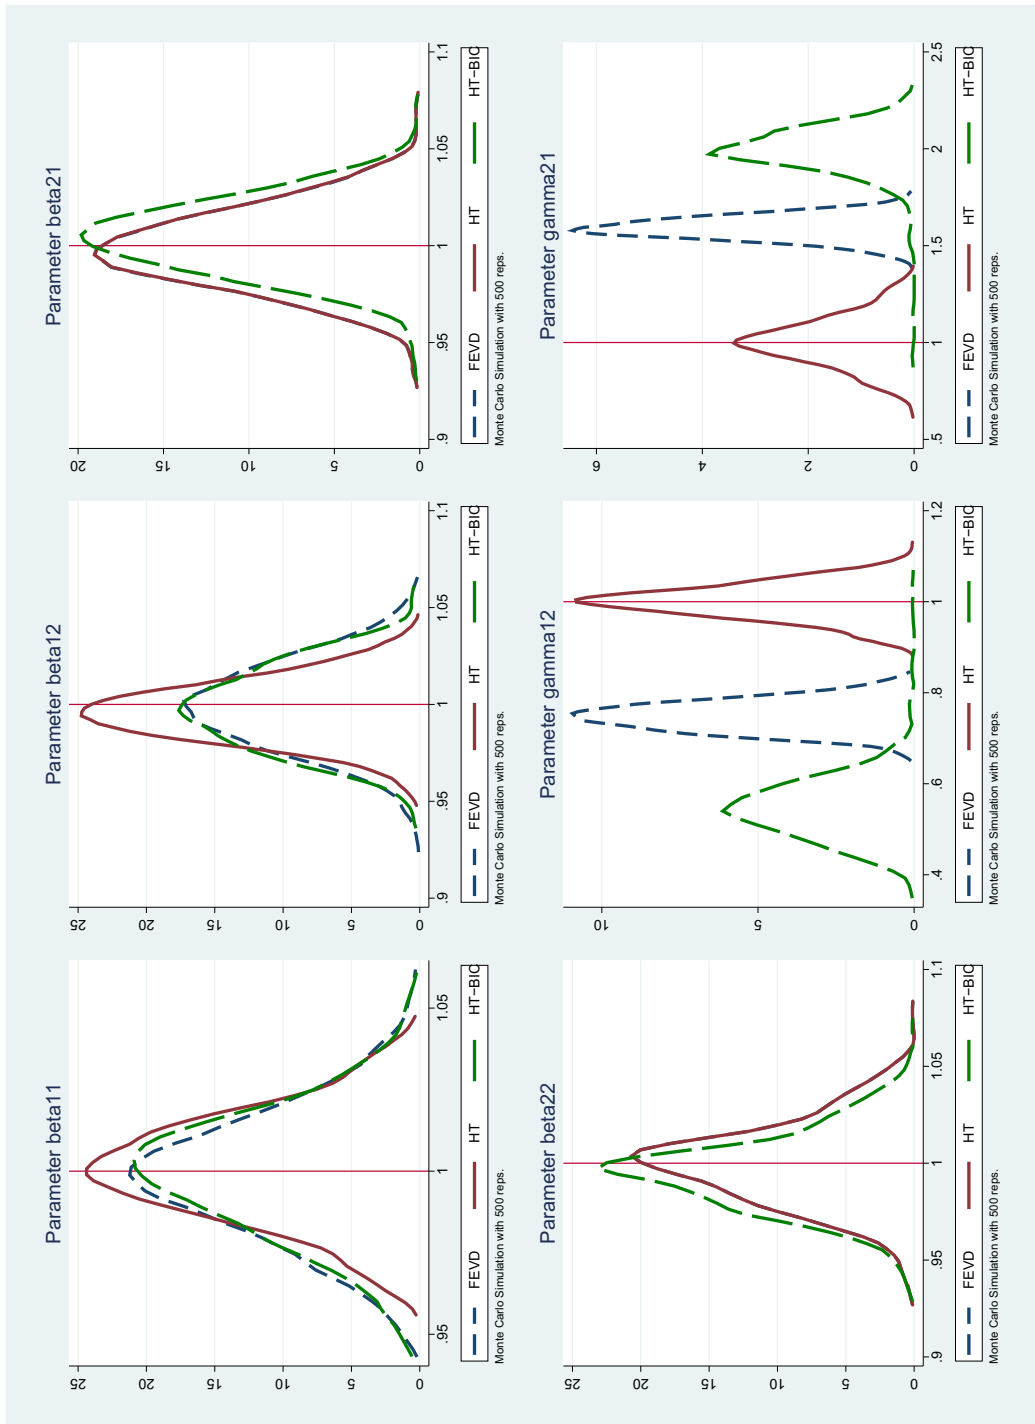 Parameter beta11
25
20
15
10
5
0
.95 1 1.05
FEVD HT HT−BIC
Monte Carlo Simulation with 500 reps.
Parameter beta12
25
20
15
10
5
0
.9 .95 1 1.05 1.1
FEVD HT HT−BIC
Monte Carlo Simulation with 500 reps.
Parameter beta21
20
15
10
5
0
.9 .95 1 1.05 1.1
FEVD HT HT−BIC
Monte Carlo Simulation with 500 reps.
Parameter beta22
25
20
15
10
5
0
.9 .95 1 1.05 1.1
FEVD HT HT−BIC
Monte Carlo Simulation with 500 reps.
Parameter gamma12
10
5
0
.4 .6 .8 1 1.2
FEVD HT HT−BIC
Monte Carlo Simulation with 500 reps.
Parameter gamma21
6
4
2
0
.5 1 1.5 2 2.5
FEVD HT HT−BIC
Monte Carlo Simulation with 500 reps.